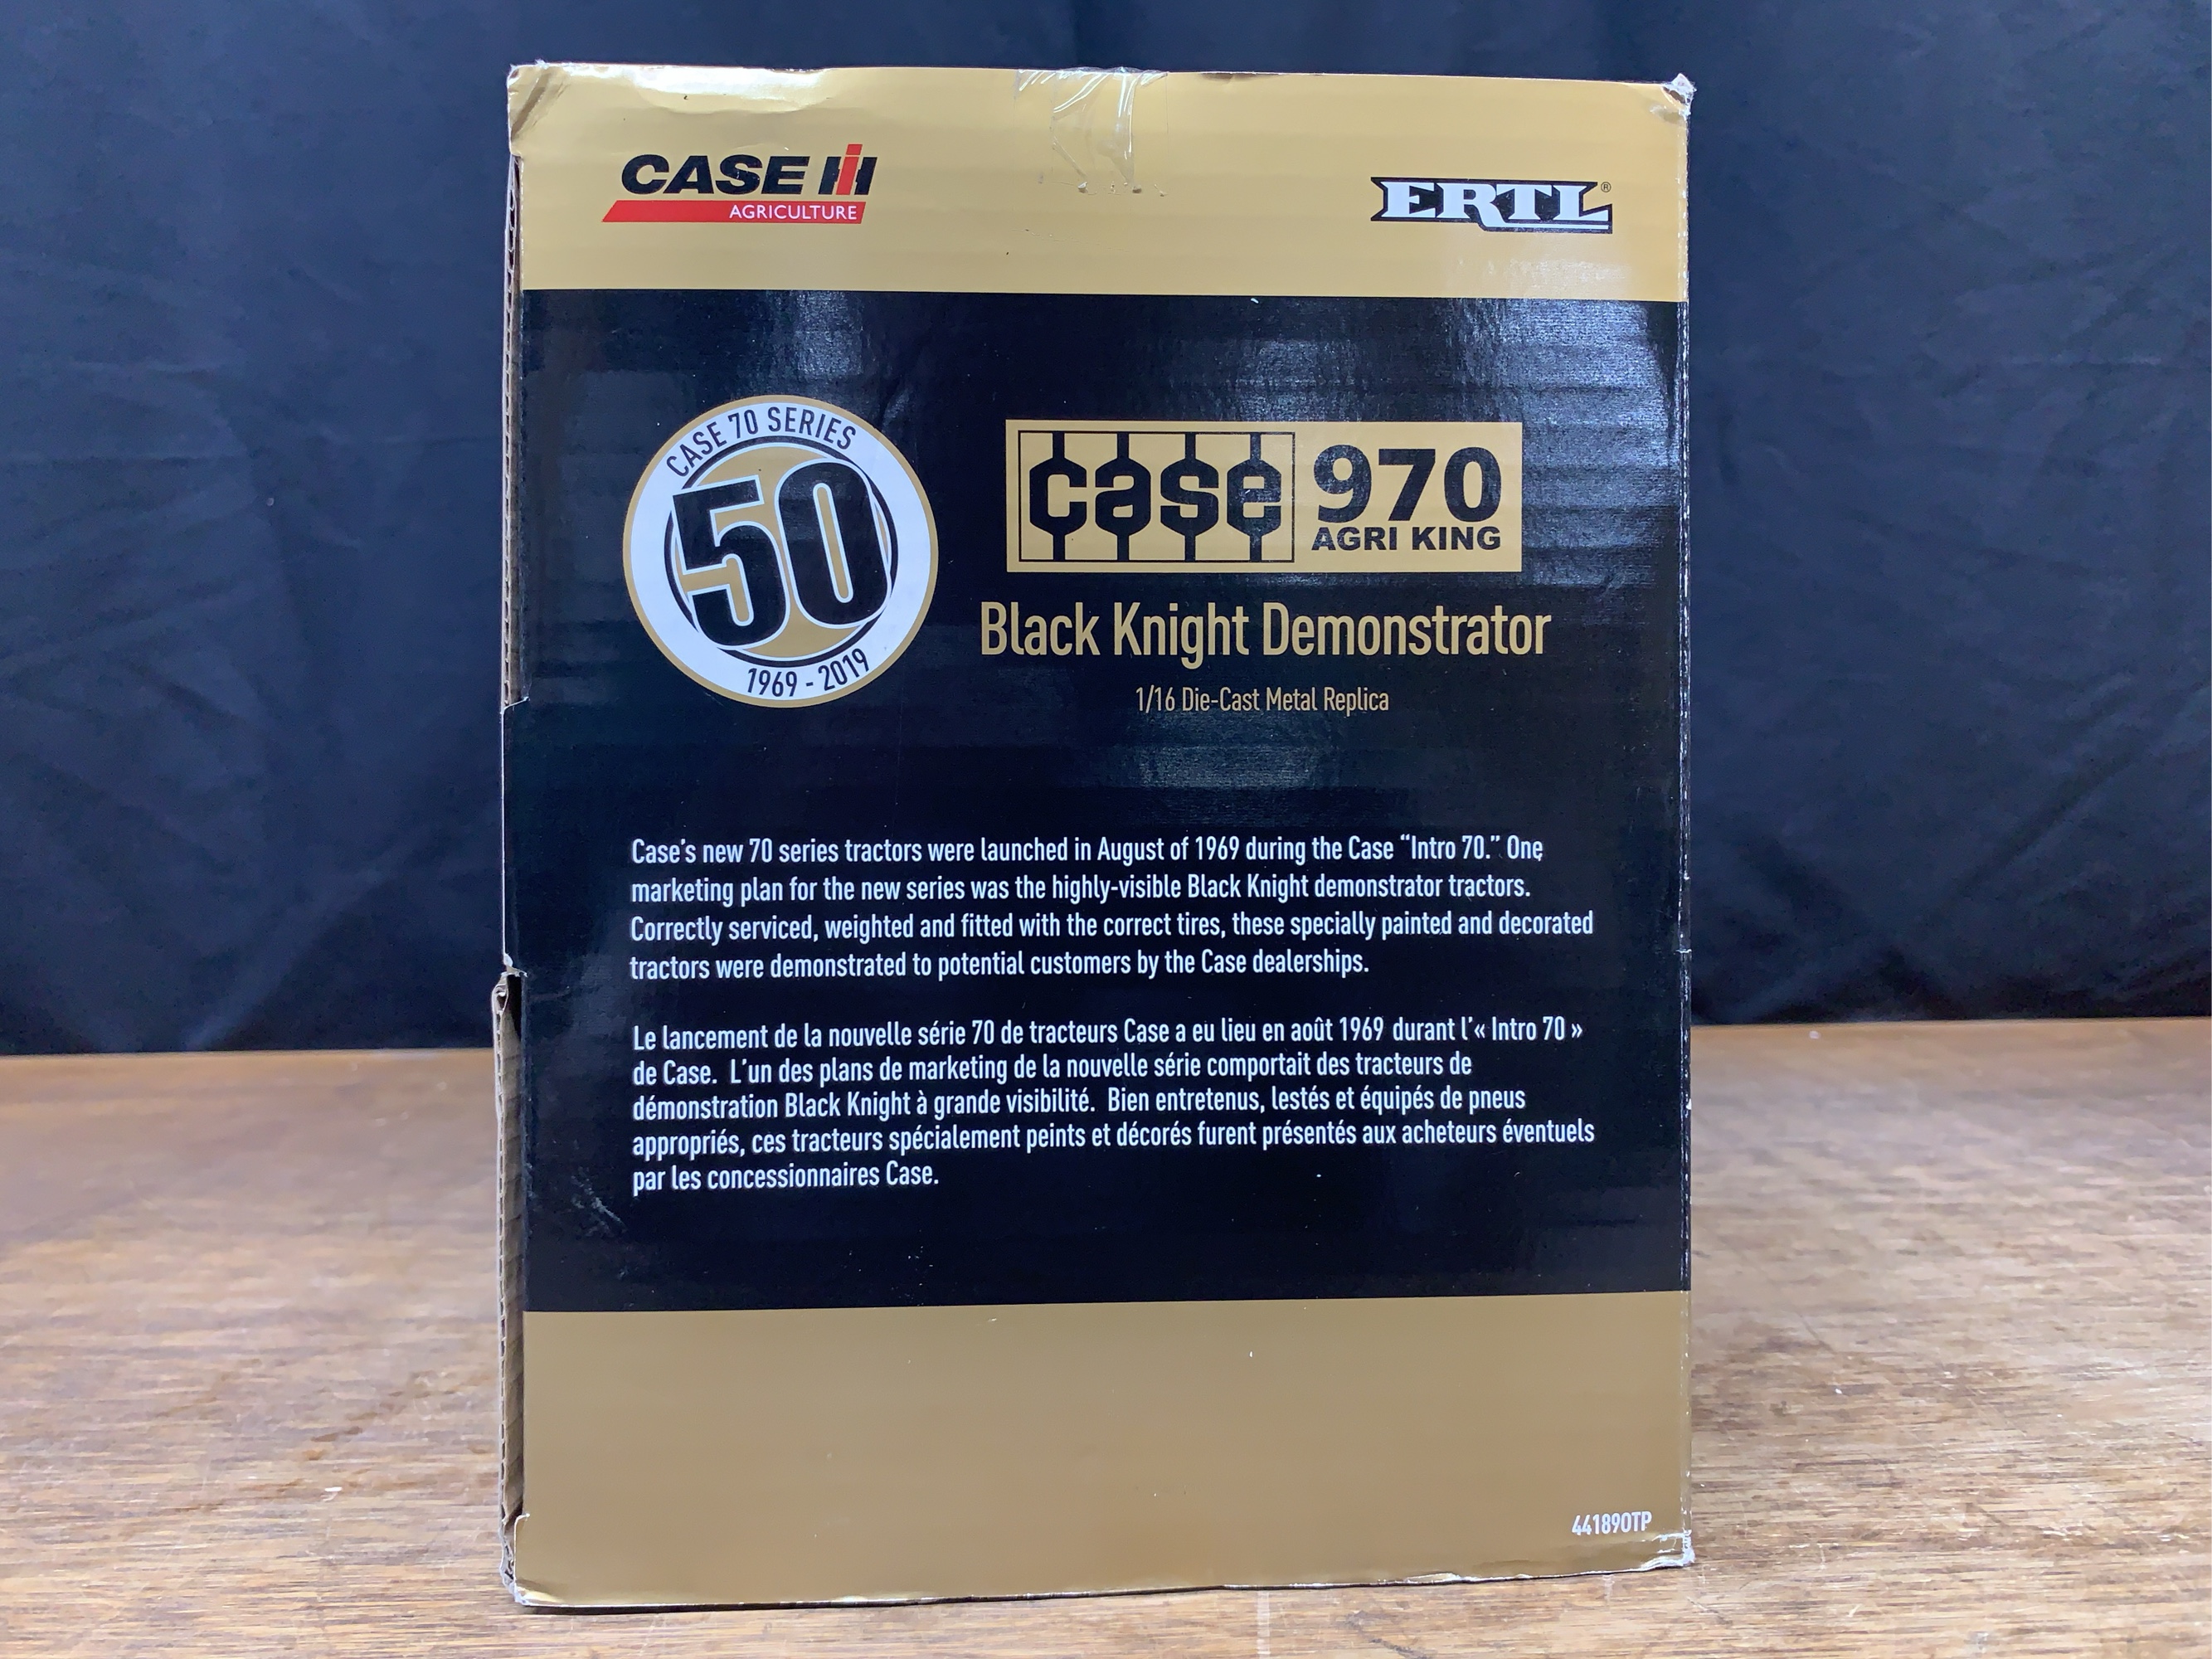 CASE IH
AGRICULTURE
ERTL®
CASE 70 SERIES
50
1969 - 2019
case 970
AGRI KING
Black Knight Demonstrator
1/16 Die-Cast Metal Replica
Case's new 70 series tractors were launched in August of 1969 during the Case “Intro 70.” One
marketing plan for the new series was the highly-visible Black Knight demonstrator tractors.
Correctly serviced, weighted and fitted with the correct tires, these specially painted and decorated
tractors were demonstrated to potential customers by the Case dealerships.
Le lancement de la nouvelle série 70 de tracteurs Case a eu lieu en août 1969 durant l'« Intro 70 »
de Case. L'un des plans de marketing de la nouvelle série comportait des tracteurs de
démonstration Black Knight à grande visibilité. Bien entretenus, lestés et équipés de pneus
appropriés, ces tracteurs spécialement peints et décorés furent présentés aux acheteurs éventuels
par les concessionnaires Case.
44189OTP